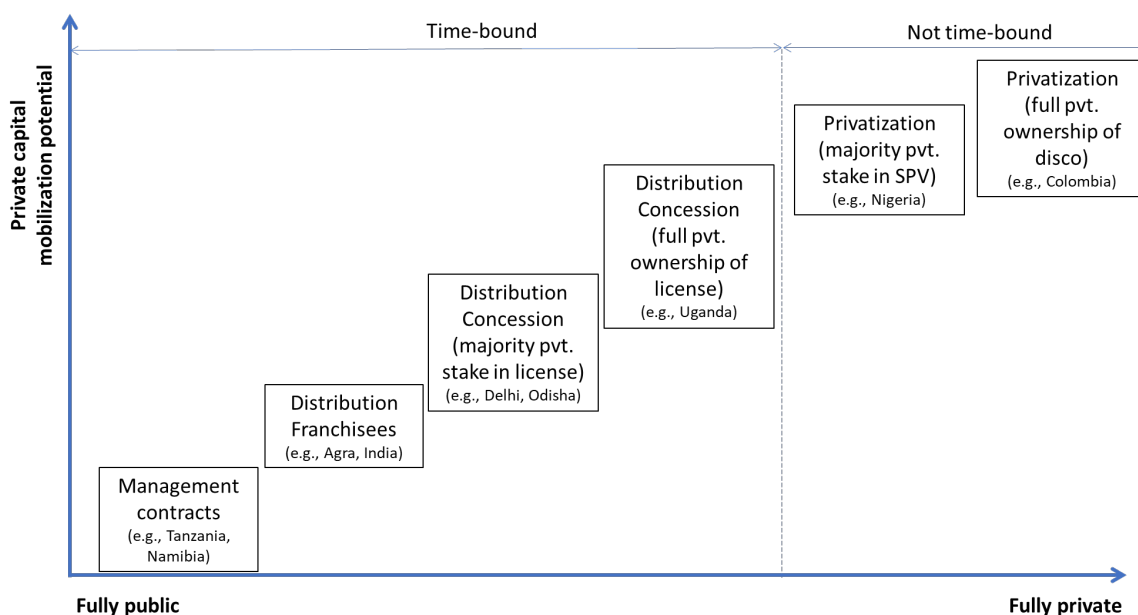 Time-bound
Not time-bound
Private capital
mobilization potential
Privatization
(full pvt.
ownership of
disco)
(e.g., Colombia)
Privatization
(majority pvt.
stake in SPV)
(e.g., Nigeria)
Distribution
Concession
(full pvt.
ownership of
license)
(e.g., Uganda)
Distribution
Concession
(majority pvt.
stake in license)
(e.g., Delhi, Odisha)
Distribution
Franchisees
(e.g., Agra, India)
Management
contracts
(e.g., Tanzania,
Namibia)
Fully public
Fully private